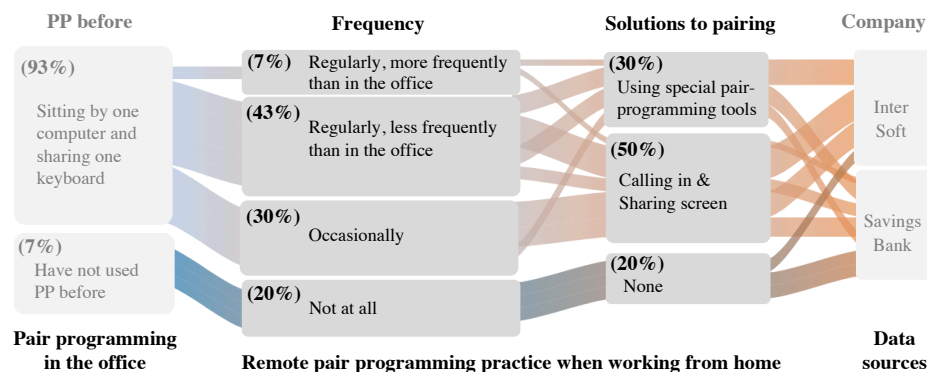 PP before
Frequency
Solutions to pairing
Company
(93%)
Sitting by one
computer and
sharing one
keyboard
(7%)
Have not used
PP before
(7%) Regularly, more frequently
than in the office
(43%)
Regularly, less frequently
than in the office
(30%)
Occasionally
(20%)
Not at all
(30%)
Using special pair-
programming tools
(50%)
Calling in &
Sharing screen
(20%)
None
Inter
Soft
Savings
Bank
Pair programming
in the office
Remote pair programming practice when working from home
Data
sources